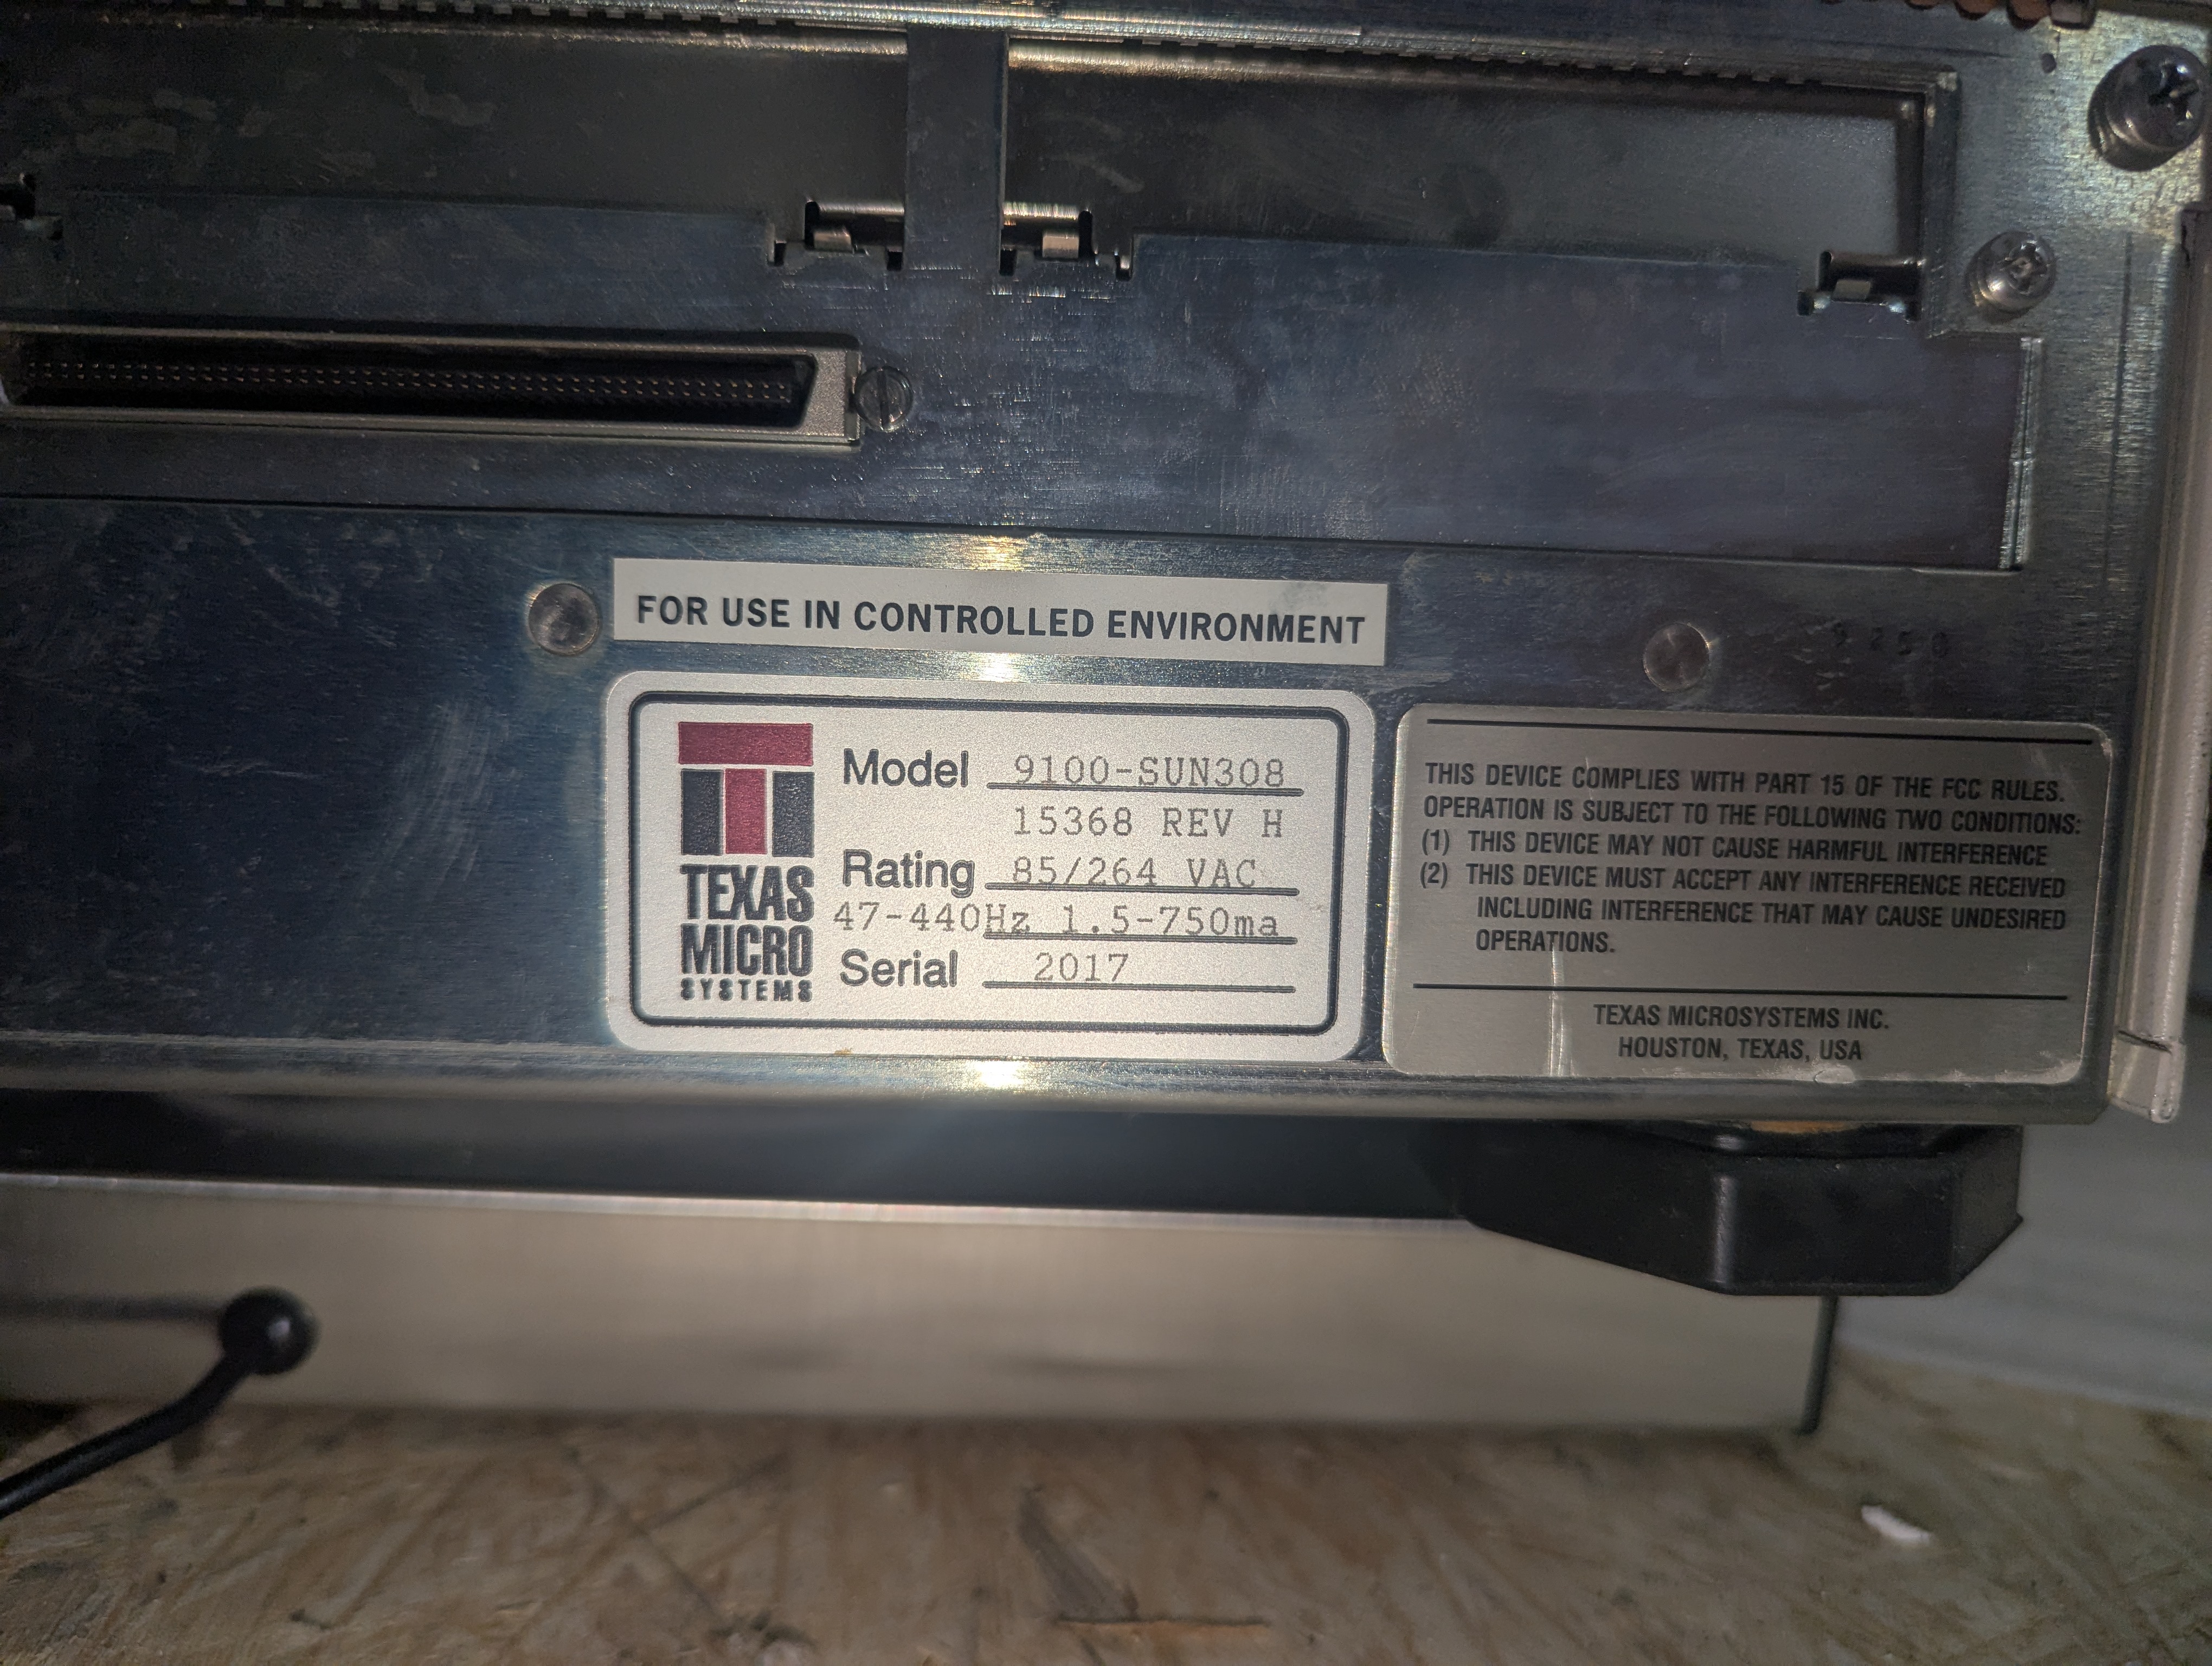 FOR USE IN CONTROLLED ENVIRONMENT
TEXAS
MICRO
SYSTEMS
Model 9100-SUN308
15368 REV H
Rating 85/264 VAC
47-440Hz 1.5-750ma
Serial 2017
THIS DEVICE COMPLIES WITH PART 15 OF THE FCC RULES.
OPERATION IS SUBJECT TO THE FOLLOWING TWO CONDITIONS:
(1) THIS DEVICE MAY NOT CAUSE HARMFUL INTERFERENCE
(2) THIS DEVICE MUST ACCEPT ANY INTERFERENCE RECEIVED
INCLUDING INTERFERENCE THAT MAY CAUSE UNDESIRED
OPERATIONS.
TEXAS MICROSYSTEMS INC.
HOUSTON, TEXAS, USA